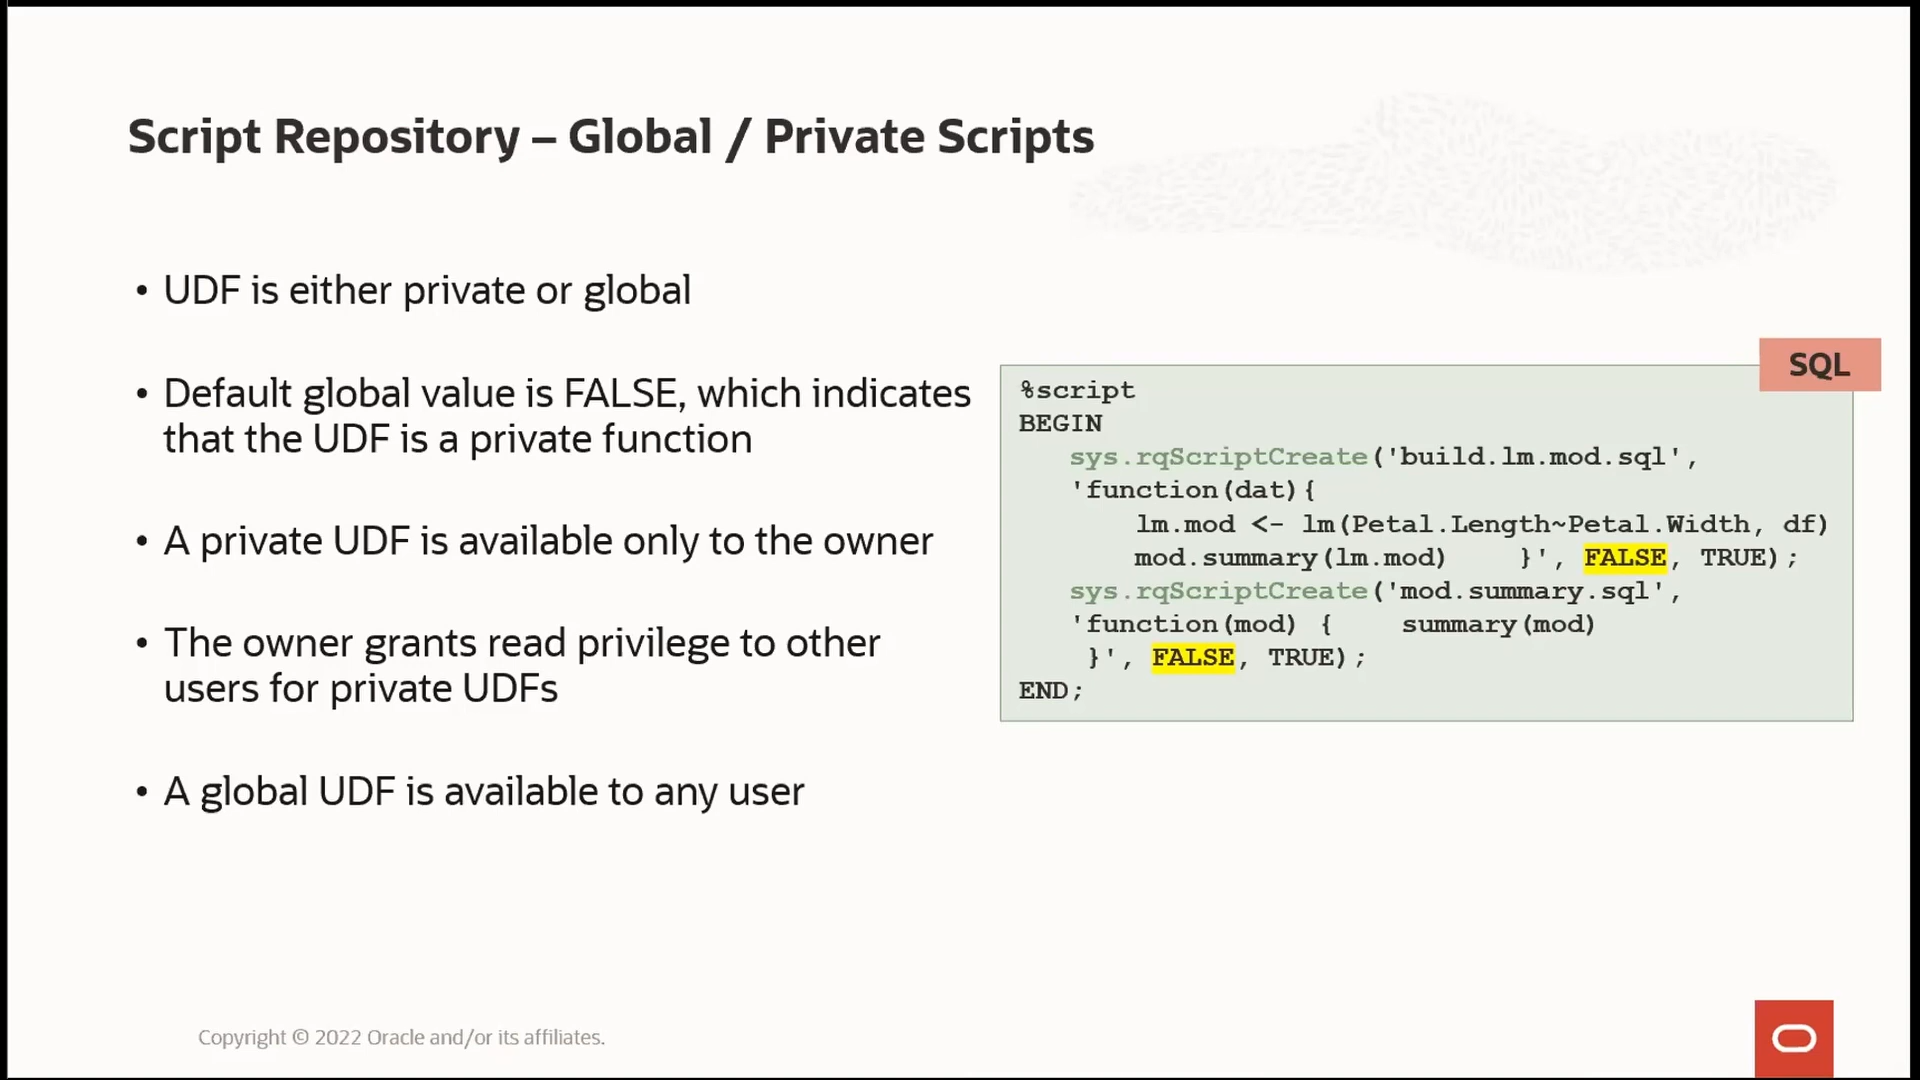 Script Repository – Global / Private Scripts
• UDF is either private or global
• Default global value is FALSE, which indicates
that the UDF is a private function
• A private UDF is available only to the owner
• The owner grants read privilege to other
users for private UDFs
• A global UDF is available to any user
SQL
%script
BEGIN
sys.rqScriptCreate('build.lm.mod.sql',
'function(dat){
lm.mod <- lm(Petal.Length~Petal.Width, df)
mod.summary(lm.mod) }', FALSE, TRUE);
sys.rqScriptCreate('mod.summary.sql',
'function(mod) { summary(mod)
}', FALSE, TRUE);
END;
Copyright © 2022 Oracle and/or its affiliates.